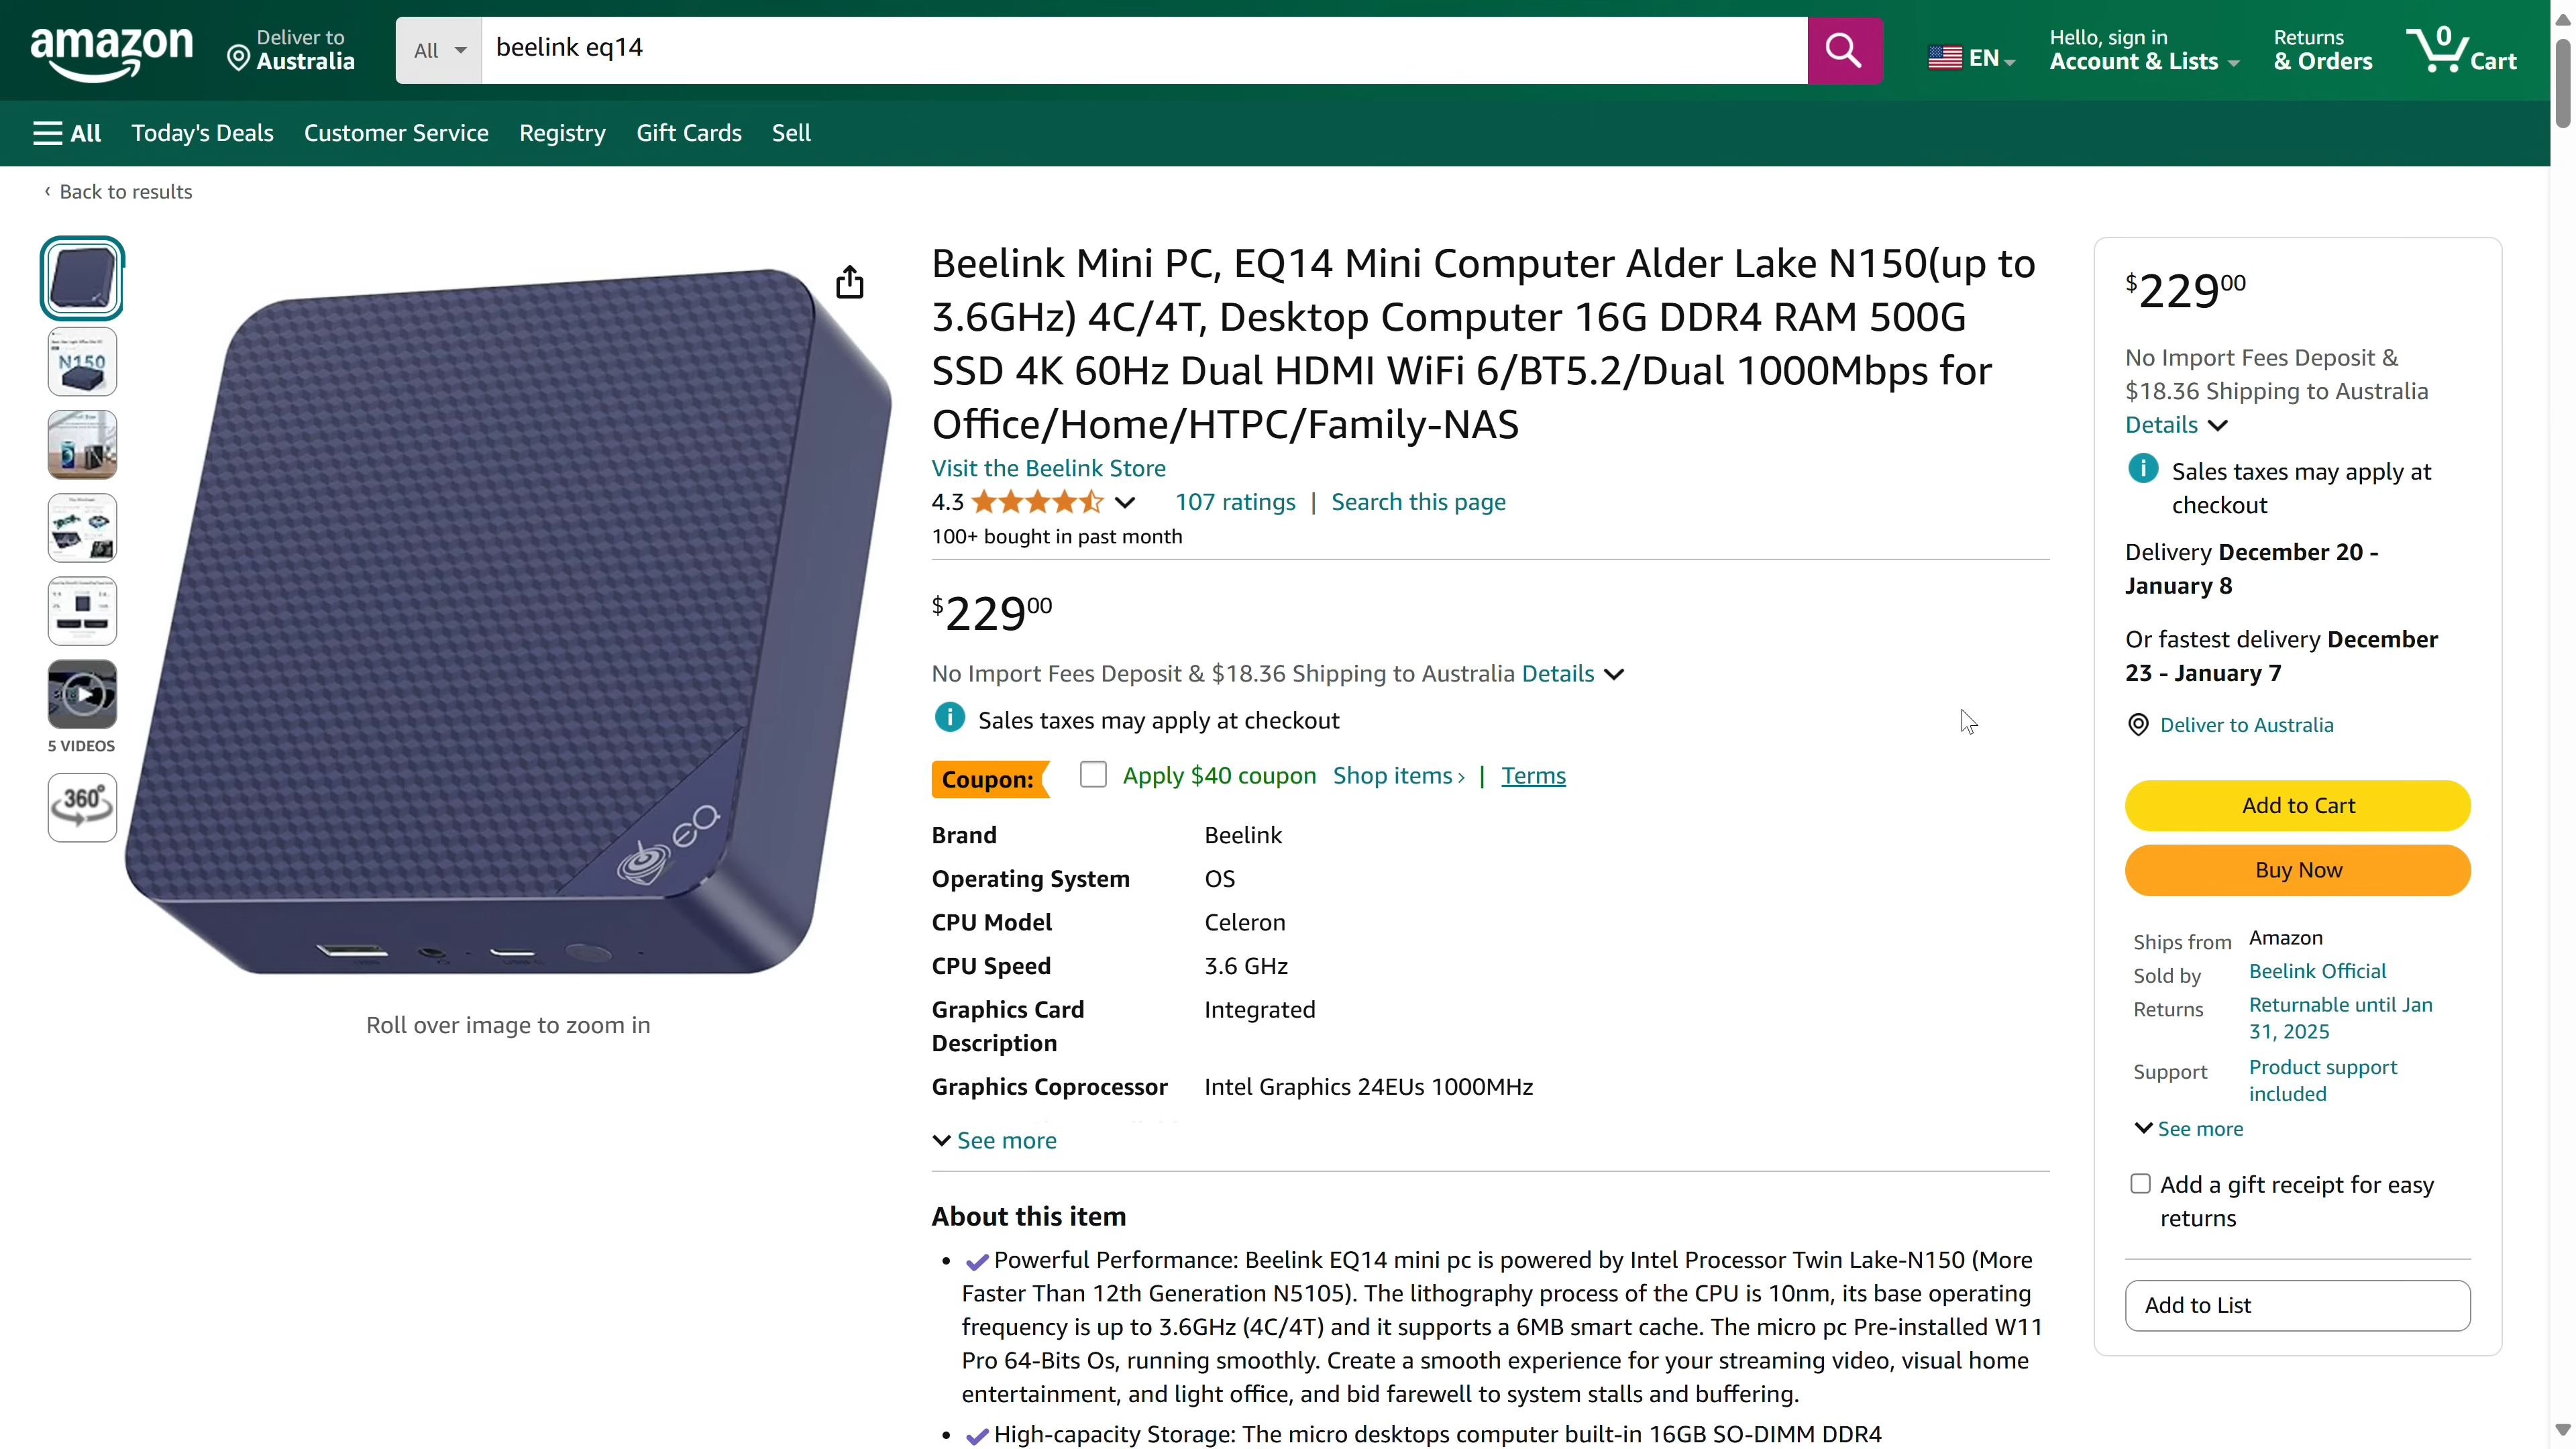 amazon
Deliver to
Australia
All
beelink eq14
EN
Hello, sign in
Account & Lists
Returns
& Orders
0
Cart
All
Today's Deals
Customer Service
Registry
Gift Cards
Sell
‹ Back to results
N150
5 VIDEOS
360°
EQ
Roll over image to zoom in
Beelink Mini PC, EQ14 Mini Computer Alder Lake N150(up to
3.6GHz) 4C/4T, Desktop Computer 16G DDR4 RAM 500G
SSD 4K 60Hz Dual HDMI WiFi 6/BT5.2/Dual 1000Mbps for
Office/Home/HTPC/Family-NAS
Visit the Beelink Store
4.3
107 ratings | Search this page
100+ bought in past month
$22900
No Import Fees Deposit & $18.36 Shipping to Australia Details
Sales taxes may apply at checkout
Coupon: Apply $40 coupon Shop items › | Terms
Brand Beelink
Operating System OS
CPU Model Celeron
CPU Speed 3.6 GHz
Graphics Card Integrated
Description
Graphics Coprocessor Intel Graphics 24EUs 1000MHz
See more
About this item
• Powerful Performance: Beelink EQ14 mini pc is powered by Intel Processor Twin Lake-N150 (More
Faster Than 12th Generation N5105). The lithography process of the CPU is 10nm, its base operating
frequency is up to 3.6GHz (4C/4T) and it supports a 6MB smart cache. The micro pc Pre-installed W11
Pro 64-Bits Os, running smoothly. Create a smooth experience for your streaming video, visual home
entertainment, and light office, and bid farewell to system stalls and buffering.
• High-capacity Storage: The micro desktops computer built-in 16GB SO-DIMM DDR4
$22900
No Import Fees Deposit &
$18.36 Shipping to Australia
Details
Sales taxes may apply at
checkout
Delivery December 20 -
January 8
Or fastest delivery December
23 - January 7
Deliver to Australia
Add to Cart
Buy Now
Ships from Amazon
Sold by Beelink Official
Returns Returnable until Jan
31, 2025
Support Product support
included
See more
Add a gift receipt for easy
returns
Add to List